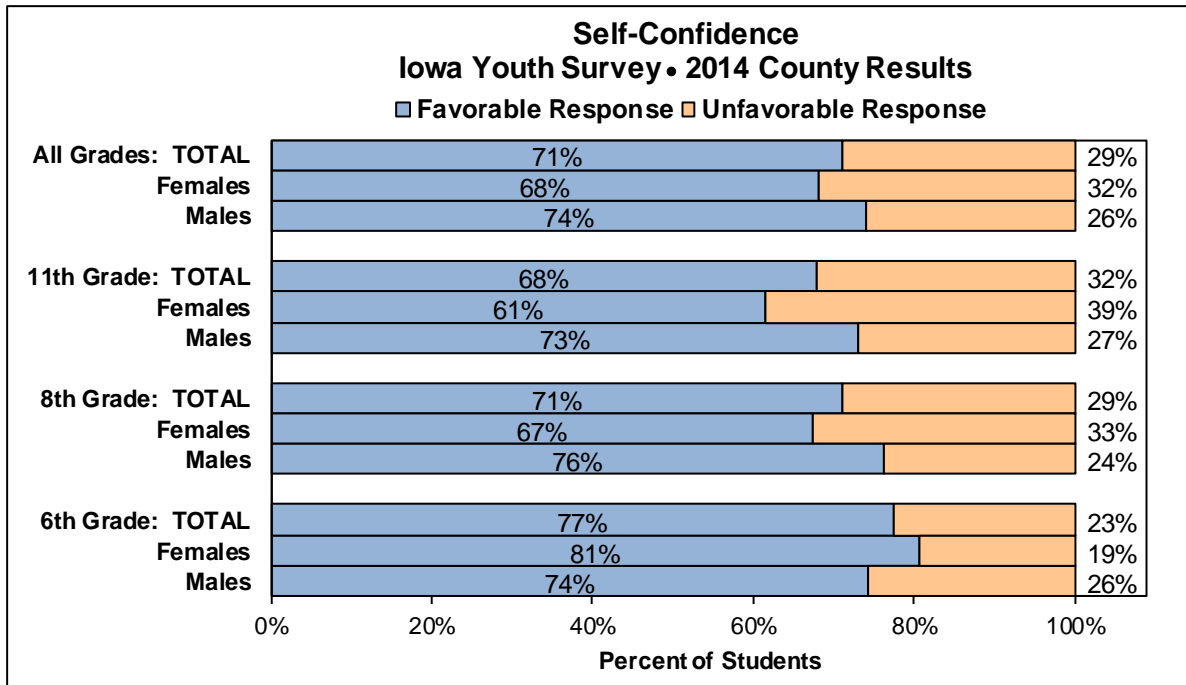 Self-Confidence
Iowa Youth Survey • 2014 County Results
Favorable Response Unfavorable Response
All Grades: TOTAL 71% 29%
Females 68% 32%
Males 74% 26%
11th Grade: TOTAL 68% 32%
Females 61% 39%
Males 73% 27%
8th Grade: TOTAL 71% 29%
Females 67% 33%
Males 76% 24%
6th Grade: TOTAL 77% 23%
Females 81% 19%
Males 74% 26%
0% 20% 40% 60% 80% 100%
Percent of Students